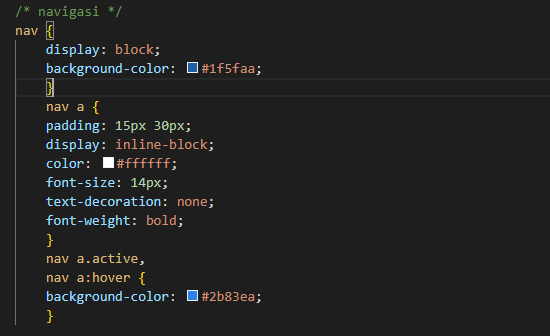 /* navigasi */
nav {
    display: block;
    background-color: #1f5faa;
    }
    nav a {
    padding: 15px 30px;
    display: inline-block;
    color: #ffffff;
    font-size: 14px;
    text-decoration: none;
    font-weight: bold;
    }
    nav a.active,
    nav a:hover {
    background-color: #2b83ea;
    }